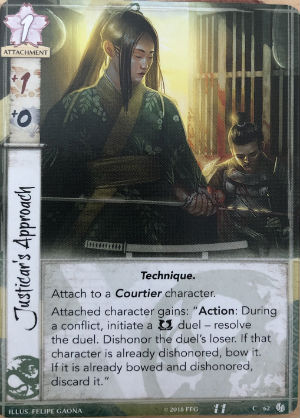 1
ATTACHMENT
+1
+0
Justicar's Approach
Technique.
Attach to a Courtier character.
Attached character gains: "Action: During
a conflict, initiate a duel – resolve
the duel. Dishonor the duel's loser. If that
character is already dishonored, bow it.
If it is already bowed and dishonored,
discard it."
ILLUS. FELIPE GAONA
©2018 FFG
11
C 62